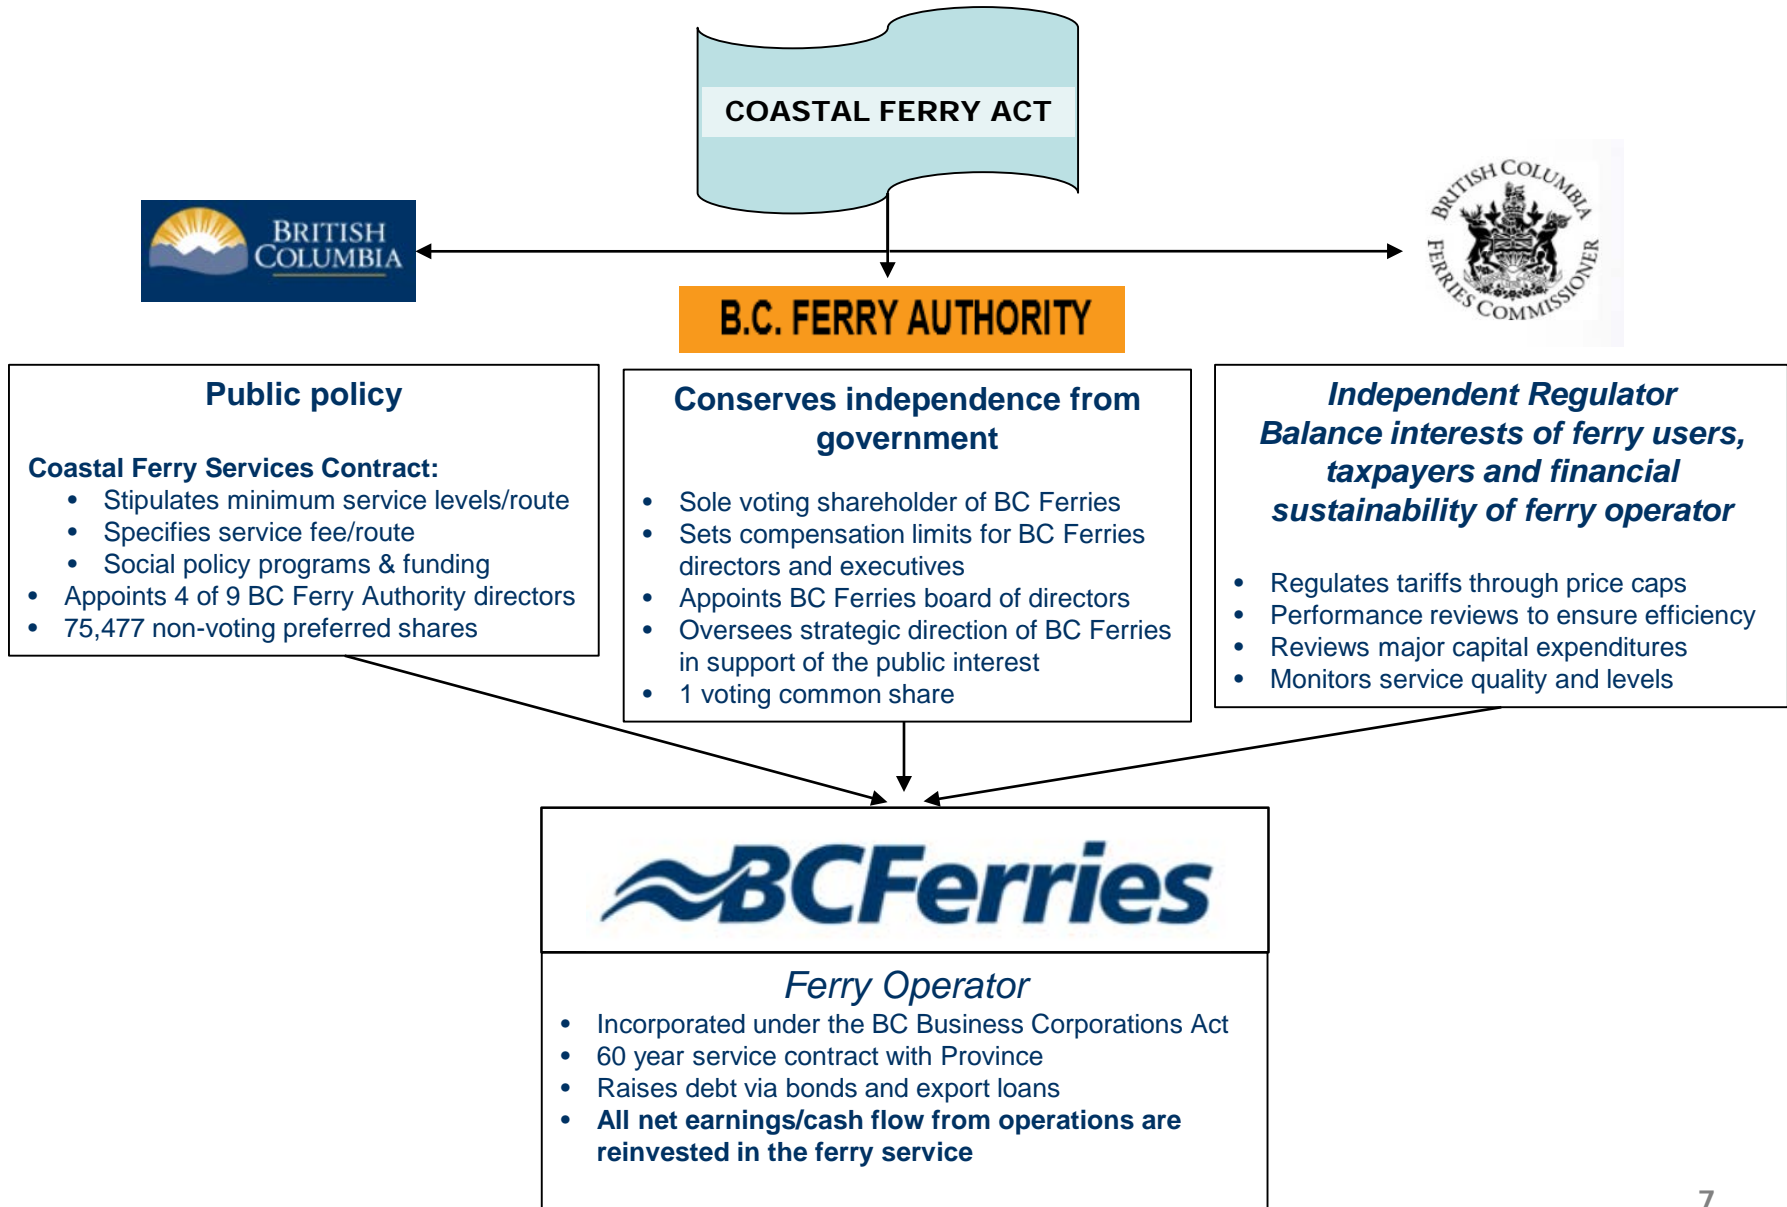 COASTAL FERRY ACT
BRITISH
COLUMBIA
B.C. FERRY AUTHORITY
BRITISH COLUMBIA
FERRIES COMMISSIONER
Public policy
Coastal Ferry Services Contract:
• Stipulates minimum service levels/route
• Specifies service fee/route
• Social policy programs & funding
• Appoints 4 of 9 BC Ferry Authority directors
• 75,477 non-voting preferred shares
Conserves independence from
government
• Sole voting shareholder of BC Ferries
• Sets compensation limits for BC Ferries
directors and executives
• Appoints BC Ferries board of directors
• Oversees strategic direction of BC Ferries
in support of the public interest
• 1 voting common share
Independent Regulator
Balance interests of ferry users,
taxpayers and financial
sustainability of ferry operator
• Regulates tariffs through price caps
• Performance reviews to ensure efficiency
• Reviews major capital expenditures
• Monitors service quality and levels
BCFerries
Ferry Operator
• Incorporated under the BC Business Corporations Act
• 60 year service contract with Province
• Raises debt via bonds and export loans
• All net earnings/cash flow from operations are
reinvested in the ferry service
7